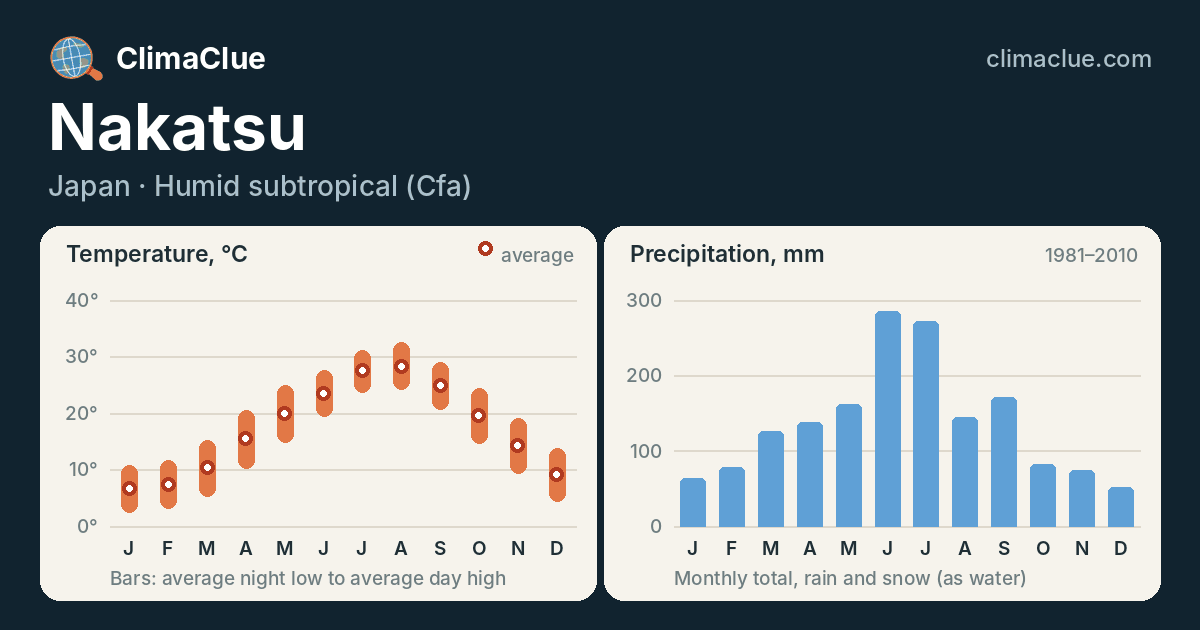 ClimaClue
climaclue.com
Nakatsu
Japan · Humid subtropical (Cfa)
Temperature, °C
average
40°
30°
20°
10°
0°
J F M A M J J A S O N D
Bars: average night low to average day high
Precipitation, mm
1981–2010
300
200
100
0
J F M A M J J A S O N D
Monthly total, rain and snow (as water)